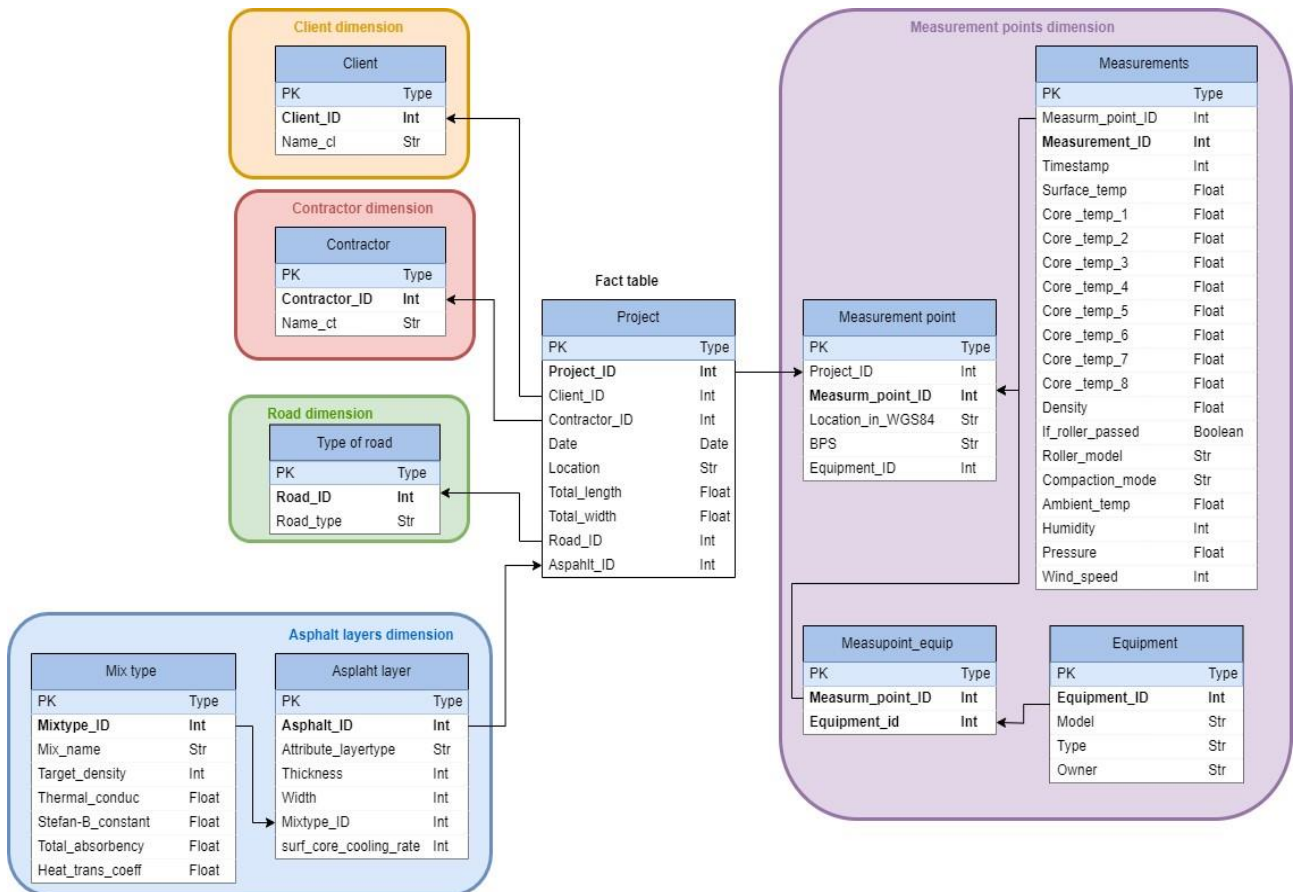 Client dimension
Client
PK Type
Client_ID Int
Name_cl Str
Contractor dimension
Contractor
PK Type
Contractor_ID Int
Name_ct Str
Road dimension
Type of road
PK Type
Road_ID Int
Road_type Str
Asphalt layers dimension
Mix type
PK Type
Mixtype_ID Int
Mix_name Str
Target_density Int
Thermal_conduc Float
Stefan-B_constant Float
Total_absorbency Float
Heat_trans_coeff Float
Asplaht layer
PK Type
Asphalt_ID Int
Attribute_layertype Str
Thickness Int
Width Int
Mixtype_ID Int
surf_core_cooling_rate Int
Fact table
Project
PK Type
Project_ID Int
Client_ID Int
Contractor_ID Int
Date Date
Location Str
Total_length Float
Total_width Float
Road_ID Int
Aspahlt_ID Int
Measurement points dimension
Measurement point
PK Type
Project_ID Int
Measurm_point_ID Int
Location_in_WGS84 Str
BPS Str
Equipment_ID Int
Measurements
PK Type
Measurm_point_ID Int
Measurement_ID Int
Timestamp Int
Surface_temp Float
Core _temp_1 Float
Core _temp_2 Float
Core _temp_3 Float
Core _temp_4 Float
Core _temp_5 Float
Core _temp_6 Float
Core _temp_7 Float
Core _temp_8 Float
Density Float
If_roller_passed Boolean
Roller_model Str
Compaction_mode Str
Ambient_temp Float
Humidity Int
Pressure Float
Wind_speed Int
Measupoint_equip
PK Type
Measurm_point_ID Int
Equipment_id Int
Equipment
PK Type
Equipment_ID Int
Model Str
Type Str
Owner Str